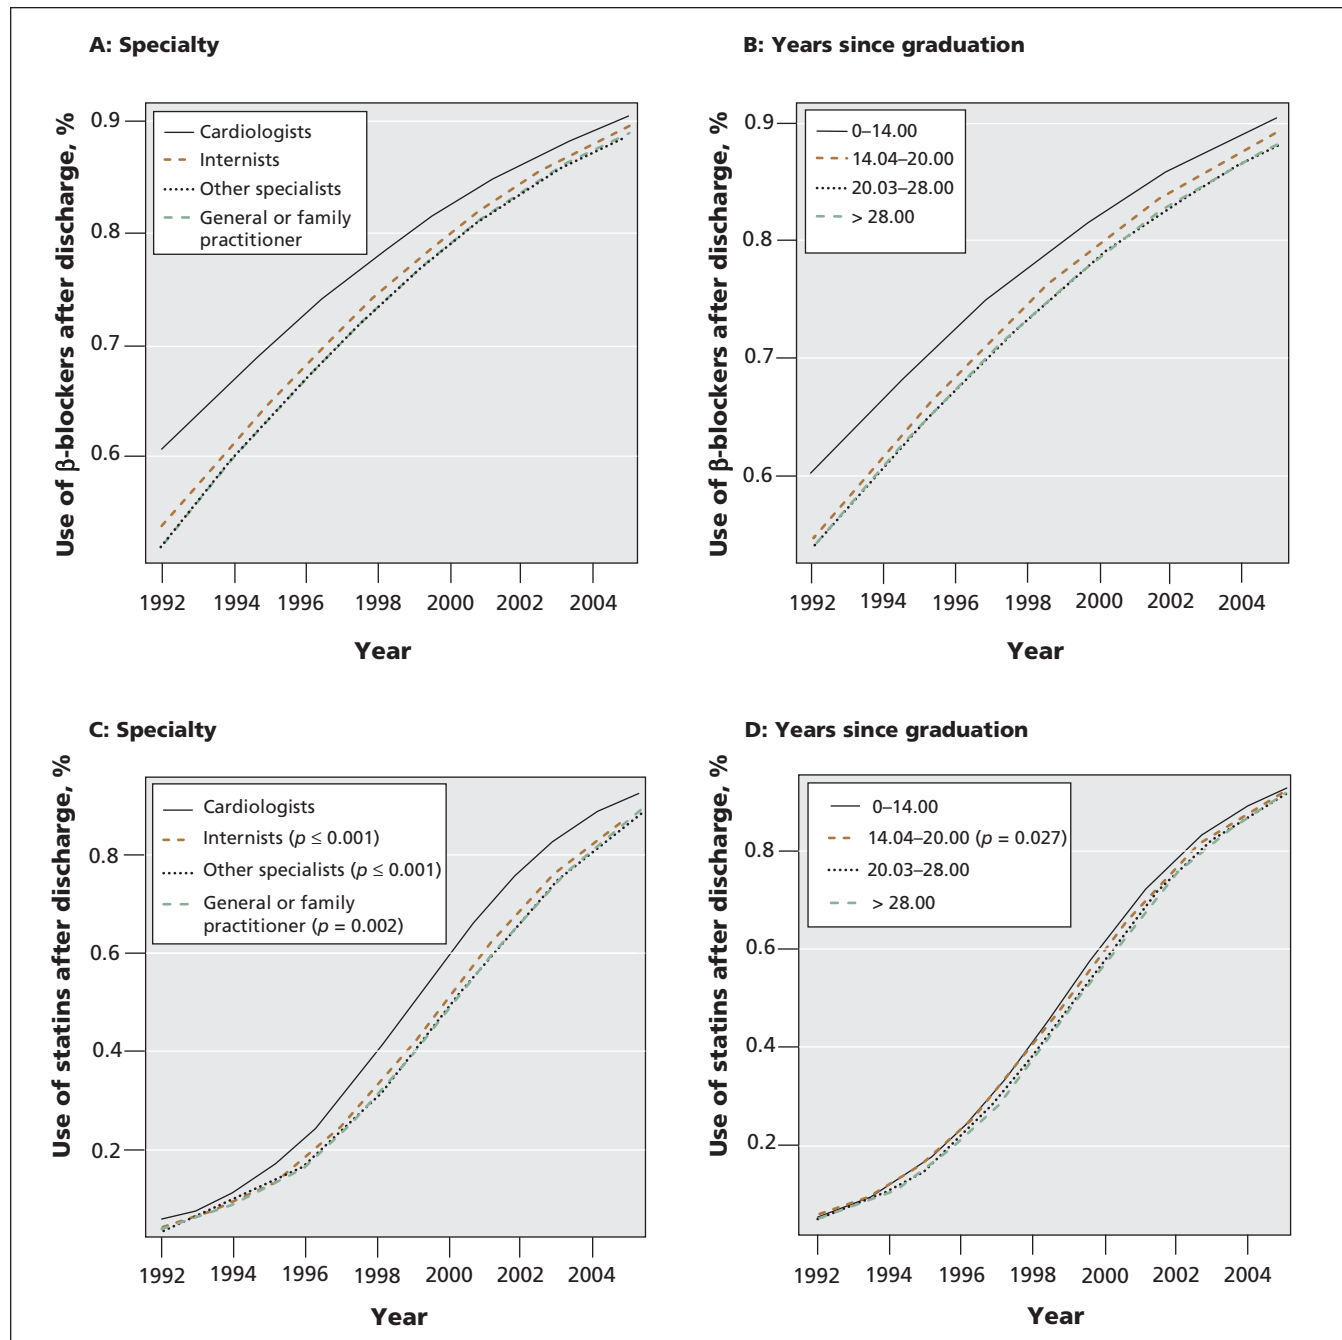 A: Specialty
Use of β-blockers after discharge, %
0.9
0.8
0.7
0.6
Cardiologists
Internists
Other specialists
General or family
practitioner
1992 1994 1996 1998 2000 2002 2004
Year
B: Years since graduation
Use of β-blockers after discharge, %
0.9
0.8
0.7
0.6
0–14.00
14.04–20.00
20.03–28.00
> 28.00
1992 1994 1996 1998 2000 2002 2004
Year
C: Specialty
Use of statins after discharge, %
0.8
0.6
0.4
0.2
Cardiologists
Internists (p ≤ 0.001)
Other specialists (p ≤ 0.001)
General or family
practitioner (p = 0.002)
1992 1994 1996 1998 2000 2002 2004
Year
D: Years since graduation
Use of statins after discharge, %
0.8
0.6
0.4
0.2
0–14.00
14.04–20.00 (p = 0.027)
20.03–28.00
> 28.00
1992 1994 1996 1998 2000 2002 2004
Year